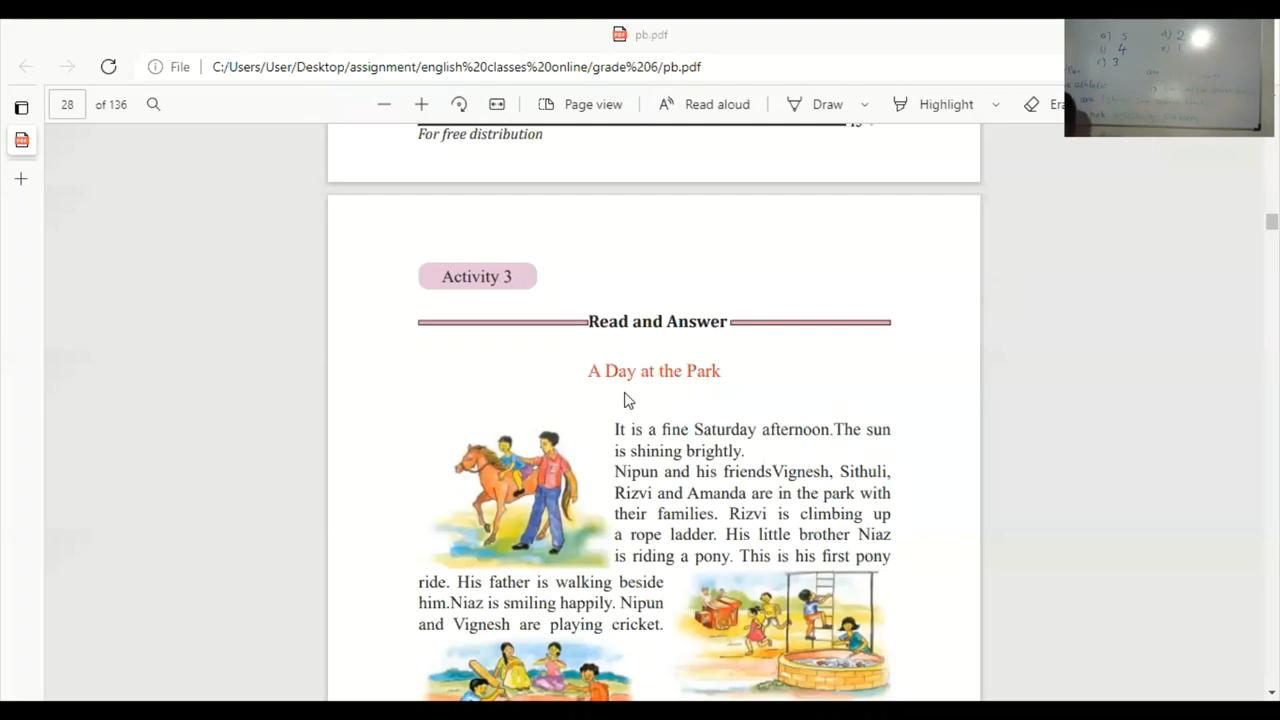 pb.pdf
File
C:/Users/User/Desktop/assignment/english%20classes%20online/grade%206/pb.pdf
28 of 136
Page view
Read aloud
Draw
Highlight
For free distribution
Activity 3
Read and Answer
A Day at the Park
It is a fine Saturday afternoon.The sun
is shining brightly.
Nipun and his friendsVignesh, Sithuli,
Rizvi and Amanda are in the park with
their families. Rizvi is climbing up
a rope ladder. His little brother Niaz
is riding a pony. This is his first pony
ride. His father is walking beside
him.Niaz is smiling happily. Nipun
and Vignesh are playing cricket.
a) 5
d) 2
4
e) 1
c) 3